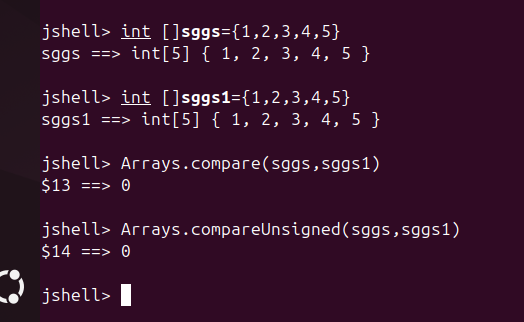 jshell> int []sggs={1,2,3,4,5}
sggs ==> int[5] { 1, 2, 3, 4, 5 }
jshell> int []sggs1={1,2,3,4,5}
sggs1 ==> int[5] { 1, 2, 3, 4, 5 }
jshell> Arrays.compare(sggs,sggs1)
$13 ==> 0
jshell> Arrays.compareUnsigned(sggs,sggs1)
$14 ==> 0
jshell>